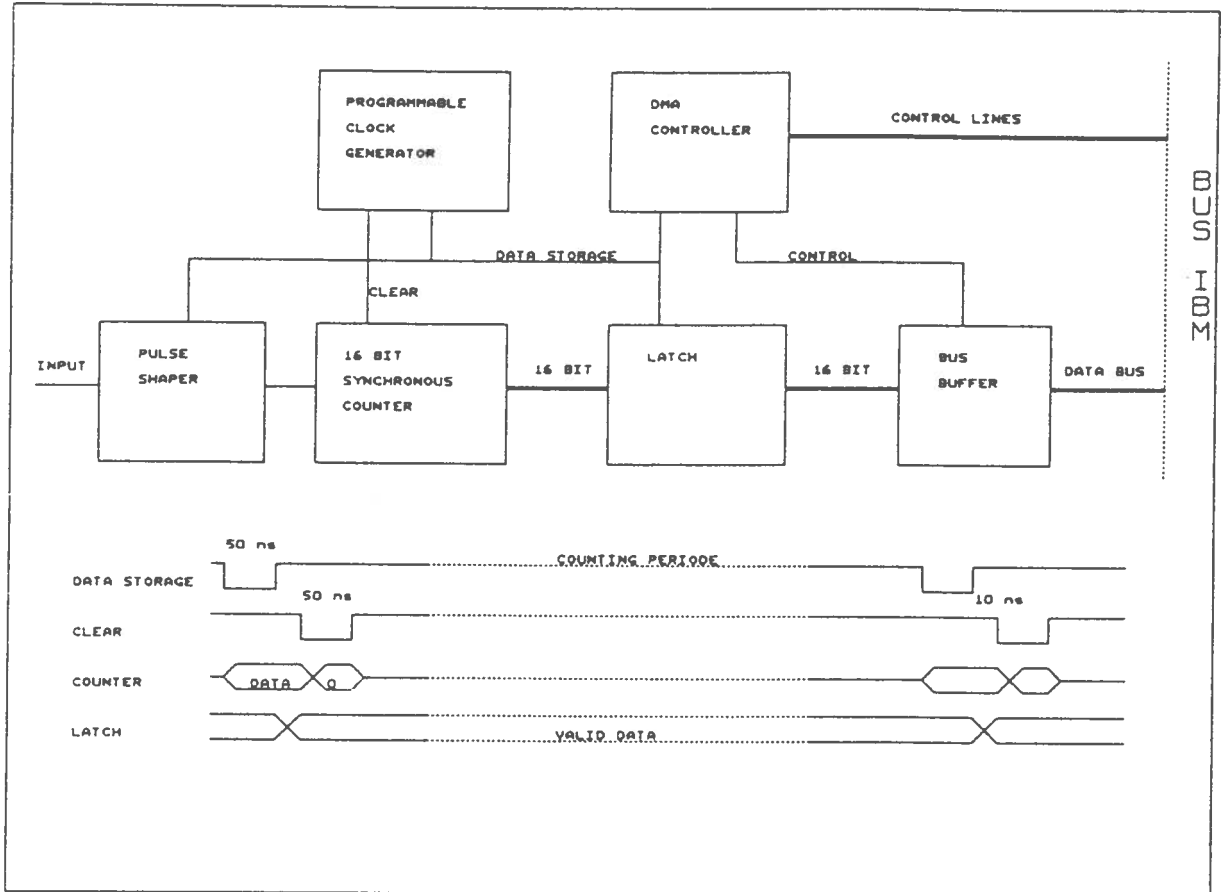 PROGRAMMABLE
CLOCK
GENERATOR
DMA
CONTROLLER
CONTROL LINES
BUS IBM
DATA STORAGE
CONTROL
CLEAR
INPUT
PULSE
SHAPER
16 BIT
SYNCHRONOUS
COUNTER
16 BIT
LATCH
16 BIT
BUS
BUFFER
DATA BUS
50 ns
COUNTING PERIODE
DATA STORAGE
50 ns
10 ns
CLEAR
COUNTER
DATA
0
LATCH
VALID DATA